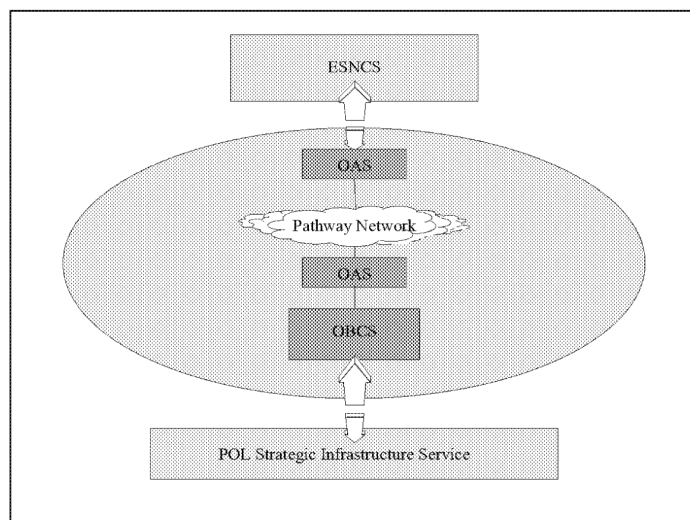 ESNCS
OAS
Pathway Network
OAS
OBCS
POL Strategic Infrastructure Service